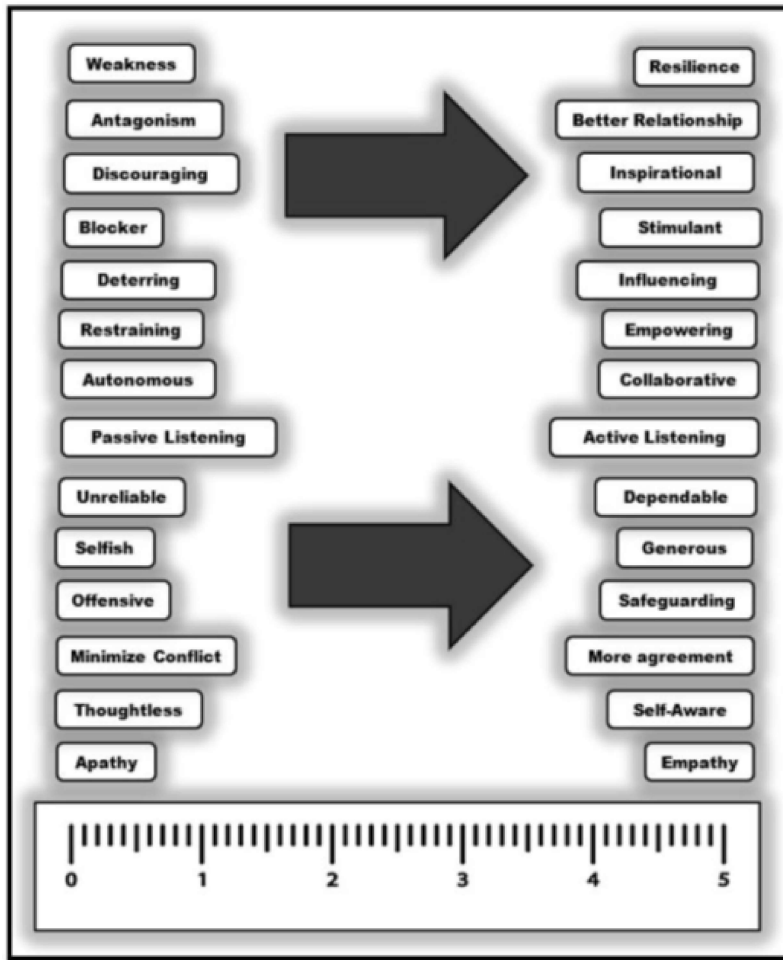 Weakness
Resilience
Antagonism
Better Relationship
Discouraging
Inspirational
Blocker
Stimulant
Deterring
Influencing
Restraining
Empowering
Autonomous
Collaborative
Passive Listening
Active Listening
Unreliable
Dependable
Selfish
Generous
Offensive
Safeguarding
Minimize Conflict
More agreement
Thoughtless
Self-Aware
Apathy
Empathy
0 1 2 3 4 5